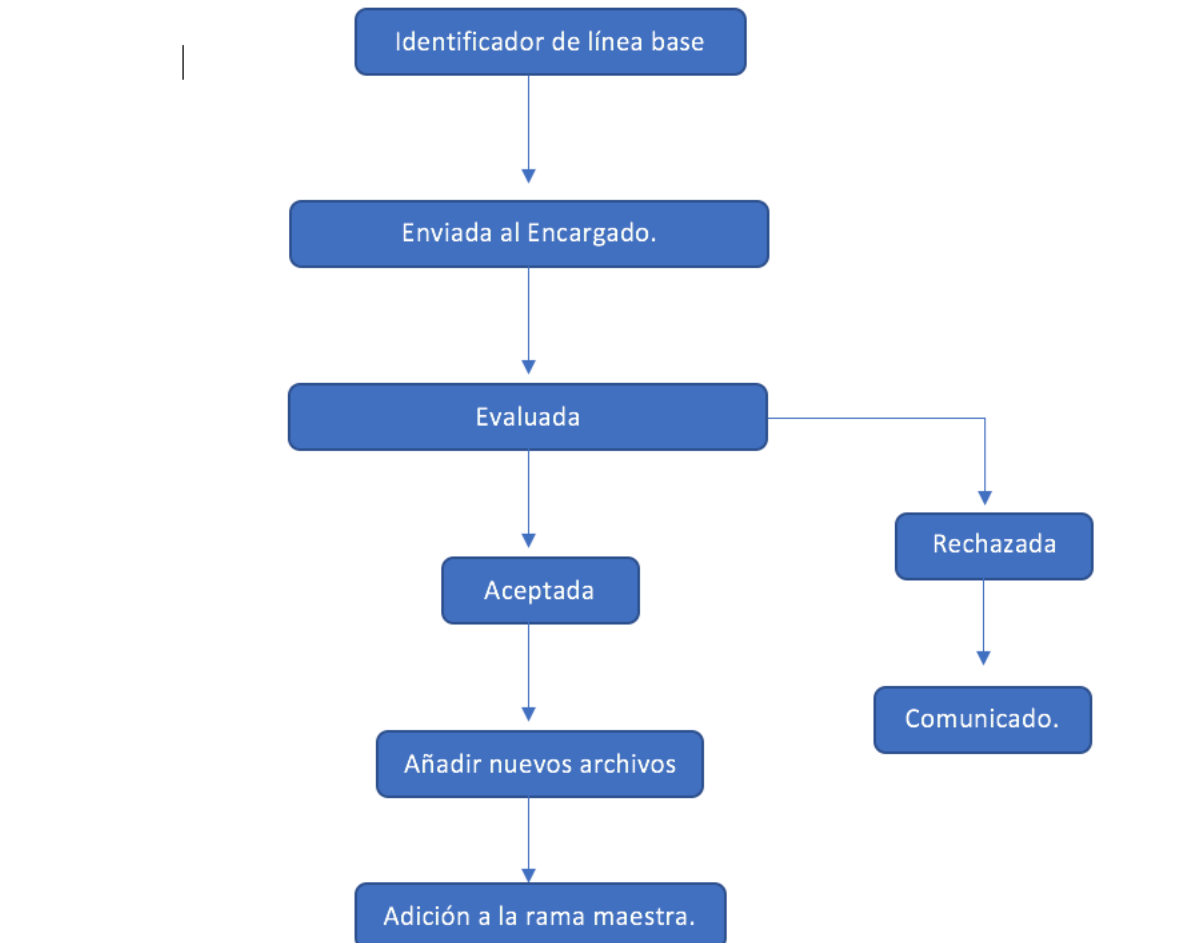 Identificador de línea base
Enviada al Encargado.
Evaluada
Rechazada
Aceptada
Comunicado.
Añadir nuevos archivos
Adición a la rama maestra.